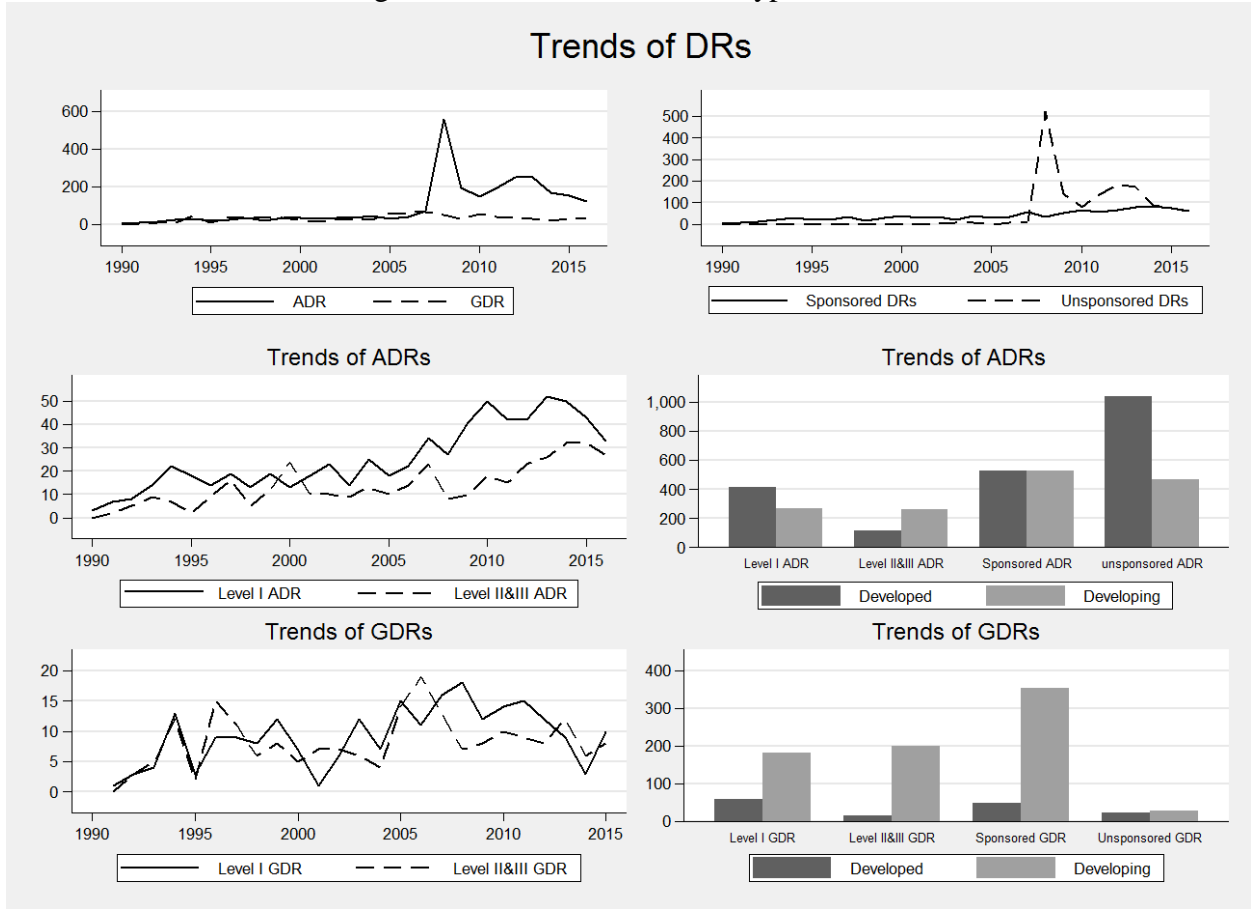 Trends of DRs
600
400
200
0
1990 1995 2000 2005 2010 2015
ADR GDR
500
400
300
200
100
0
1990 1995 2000 2005 2010 2015
Sponsored DRs Unsponsored DRs
Trends of ADRs
50
40
30
20
10
0
1990 1995 2000 2005 2010 2015
Level I ADR Level II&III ADR
Trends of ADRs
1,000
800
600
400
200
0
Level I ADR Level II&III ADR Sponsored ADR unsponsored ADR
Developed Developing
Trends of GDRs
20
15
10
5
0
1990 1995 2000 2005 2010 2015
Level I GDR Level II&III GDR
Trends of GDRs
400
300
200
100
0
Level I GDR Level II&III GDR Sponsored GDR Unsponsored GDR
Developed Developing